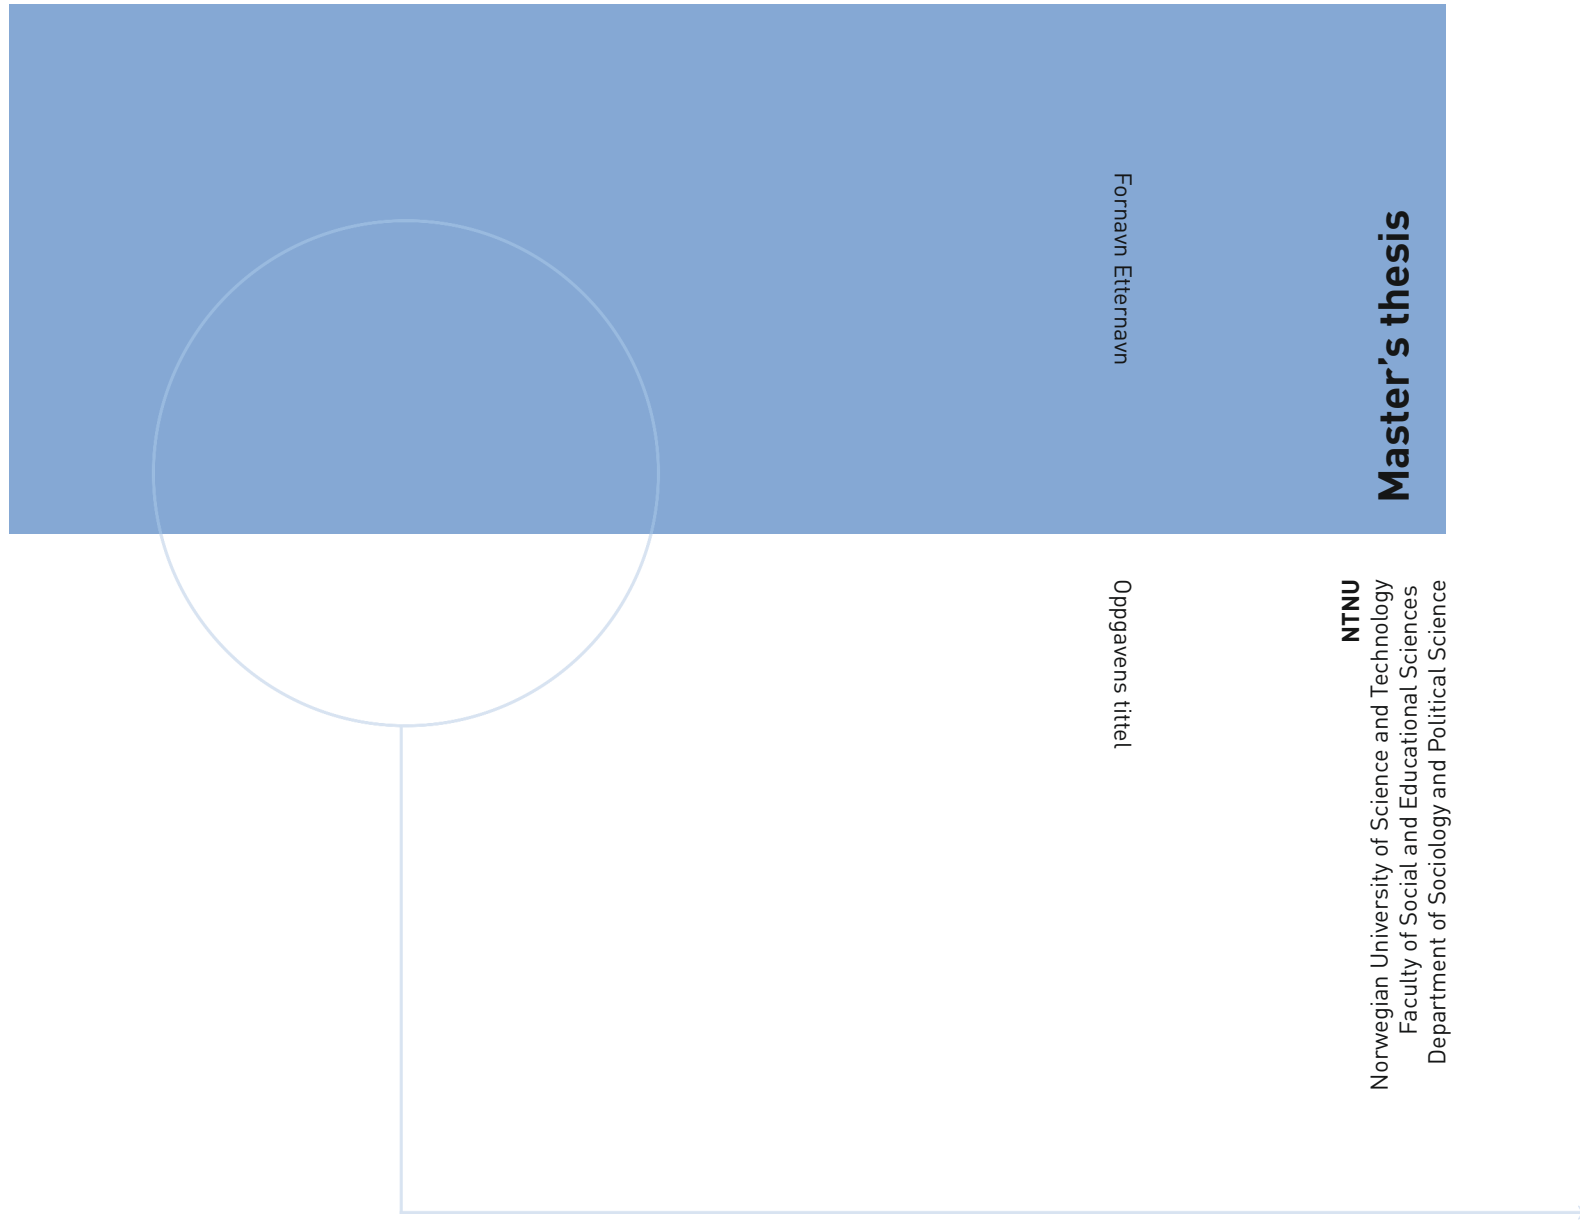 Fornavn Etternavn
Oppgavens tittel
Master's thesis
NTNU
Norwegian University of Science and Technology
Faculty of Social and Educational Sciences
Department of Sociology and Political Science